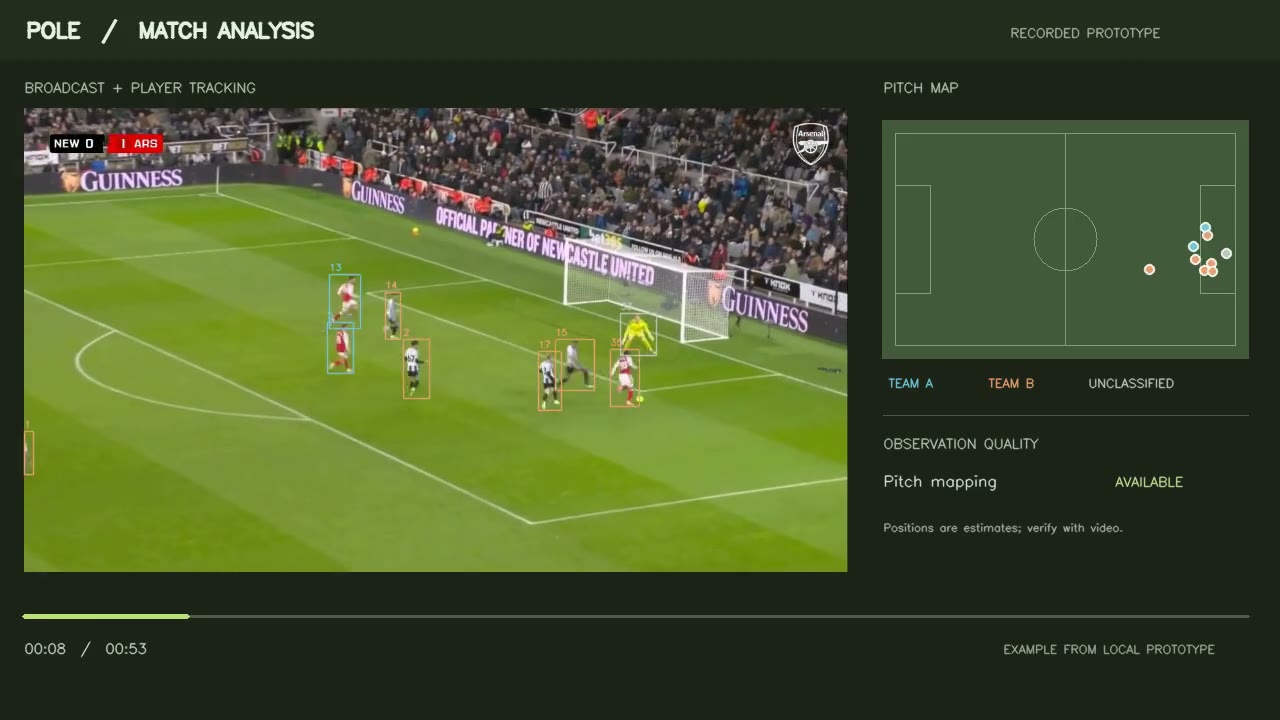 POLE / MATCH ANALYSIS
RECORDED PROTOTYPE
BROADCAST + PLAYER TRACKING
PITCH MAP
NEW 0 1 ARS
Arsenal
GUINNESS
GUINNESS
OFFICIAL PARTNER OF NEWCASTLE UNITED
GUINNESS
13
14
2
15
17
1
TEAM A
TEAM B
UNCLASSIFIED
OBSERVATION QUALITY
Pitch mapping
AVAILABLE
Positions are estimates; verify with video.
00:08 / 00:53
EXAMPLE FROM LOCAL PROTOTYPE